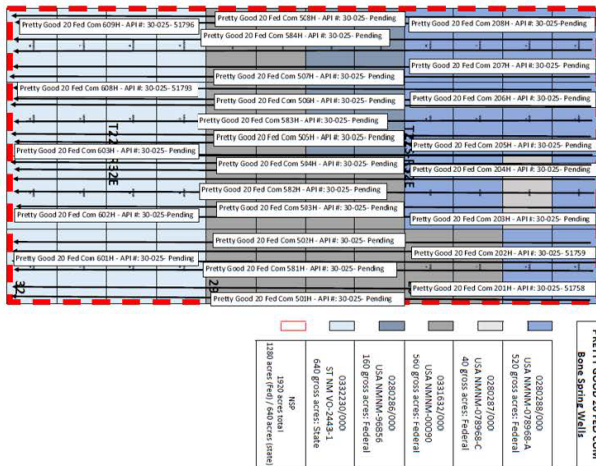 Pretty Good 20 Fed Com 508H - API #: 30-025- Pending
Pretty Good 20 Fed Com 609H - API #: 30-025- 51796
Pretty Good 20 Fed Com 208H - API #: 30-025- Pending
Pretty Good 20 Fed Com 584H - API #: 30-025- Pending
Pretty Good 20 Fed Com 207H - API #: 30-025- Pending
Pretty Good 20 Fed Com 507H - API #: 30-025- Pending
Pretty Good 20 Fed Com 608H - API #: 30-025- 51793
Pretty Good 20 Fed Com 206H - API #: 30-025- Pending
Pretty Good 20 Fed Com 506H - API #: 30-025- Pending
Pretty Good 20 Fed Com 583H - API #: 30-025- Pending
Pretty Good 20 Fed Com 505H - API #: 30-025- Pending
Pretty Good 20 Fed Com 205H - API #: 30-025- Pending
Pretty Good 20 Fed Com 603H - API #: 30-025- Pending
Pretty Good 20 Fed Com 504H - API #: 30-025- Pending
Pretty Good 20 Fed Com 204H - API #: 30-025- Pending
Pretty Good 20 Fed Com 582H - API #: 30-025- Pending
Pretty Good 20 Fed Com 503H - API #: 30-025- Pending
Pretty Good 20 Fed Com 602H - API #: 30-025- Pending
Pretty Good 20 Fed Com 203H - API #: 30-025- Pending
Pretty Good 20 Fed Com 502H - API #: 30-025- Pending
Pretty Good 20 Fed Com 202H - API #: 30-025- 51759
Pretty Good 20 Fed Com 601H - API #: 30-025- Pending
Pretty Good 20 Fed Com 581H - API #: 30-025- Pending
Pretty Good 20 Fed Com 201H - API #: 30-025- 51758
Pretty Good 20 Fed Com 501H - API #: 30-025- Pending
32
PRETTY GOOD 20 FED COM
Bone Spring Wells
0280288/000
USA NMNM-078968-A
520 gross acres: Federal
0280287/000
USA NMNM-078968-C
40 gross acres: Federal
0331632/000
USA NMNM-00090
560 gross acres: Federal
0280286/000
USA NMNM-96856
160 gross acres: Federal
0332230/000
ST NM VO-2443-1
640 gross acres: State
NSP
1920 acres total
1280 acres (Fed) / 640 acres (state)